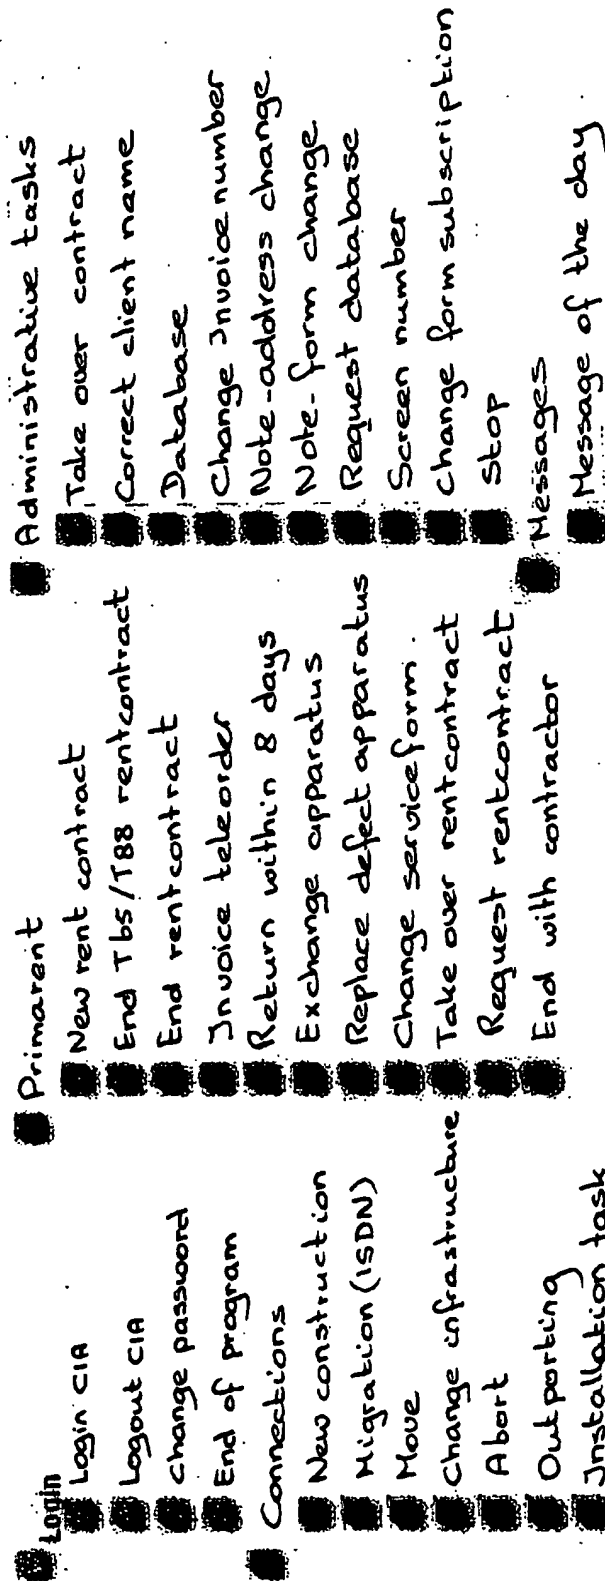 Login
Login CIA
Logout CIA
change password
End of program
Connections
New construction
Migration (ISDN)
Move
Change infrastructure
Abort
Outporting
Installation task
Primarent
New rent contract
End Tbs/T88 rentcontract
End rentcontract
Invoice teleorder
Return within 8 days
Exchange apparatus
Replace defect apparatus
Change serviceform.
Take over rentcontract
Request rentcontract
End with contractor
Administrative tasks
Take over contract
Correct client name
Database
Change Invoice number
Note-address change
Note-form change
Request database
Screen number
change form subscription
Stop
Messages
Message of the day